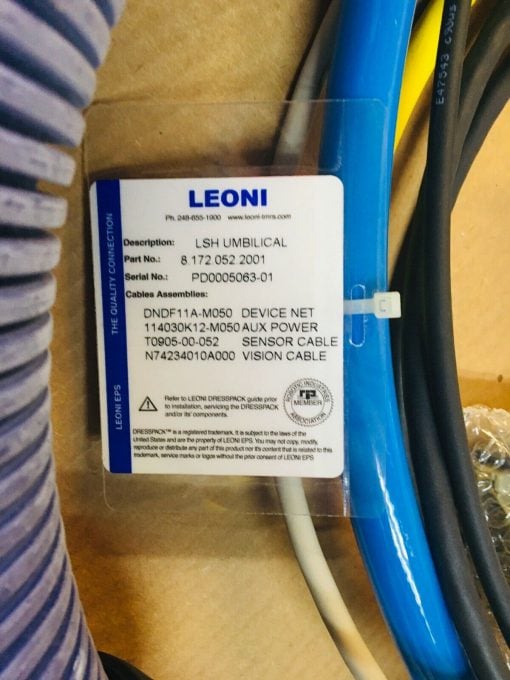 E47543 c
LEONI
Ph. 248-655-1900 www.leoni-tmrs.com
Description: LSH UMBILICAL
Part No.: 8 172 052 2001
Serial No.: PD0005063-01
Cables Assemblies:
DNDF11A-M050 DEVICE NET
114030K12-M050 AUX POWER
T0905-00-052 SENSOR CABLE
N74234010A000 VISION CABLE
Refer to LEONI DRESSPACK guide prior
to installation, servicing the DRESSPACK
and/or its' components.
ROBOTIC INDUSTRIES
MEMBER
ASSOCIATION
DRESSPACK™ is a registered trademark. It is subject to the laws of the
United States and are the property of LEONI EPS. You may not copy, modify,
reproduce or distribute any part of this product nor it's content that is related to this
trademark, service marks or logos without the prior consent of LEONI EPS
THE QUALITY CONNECTION
LEONI EPS